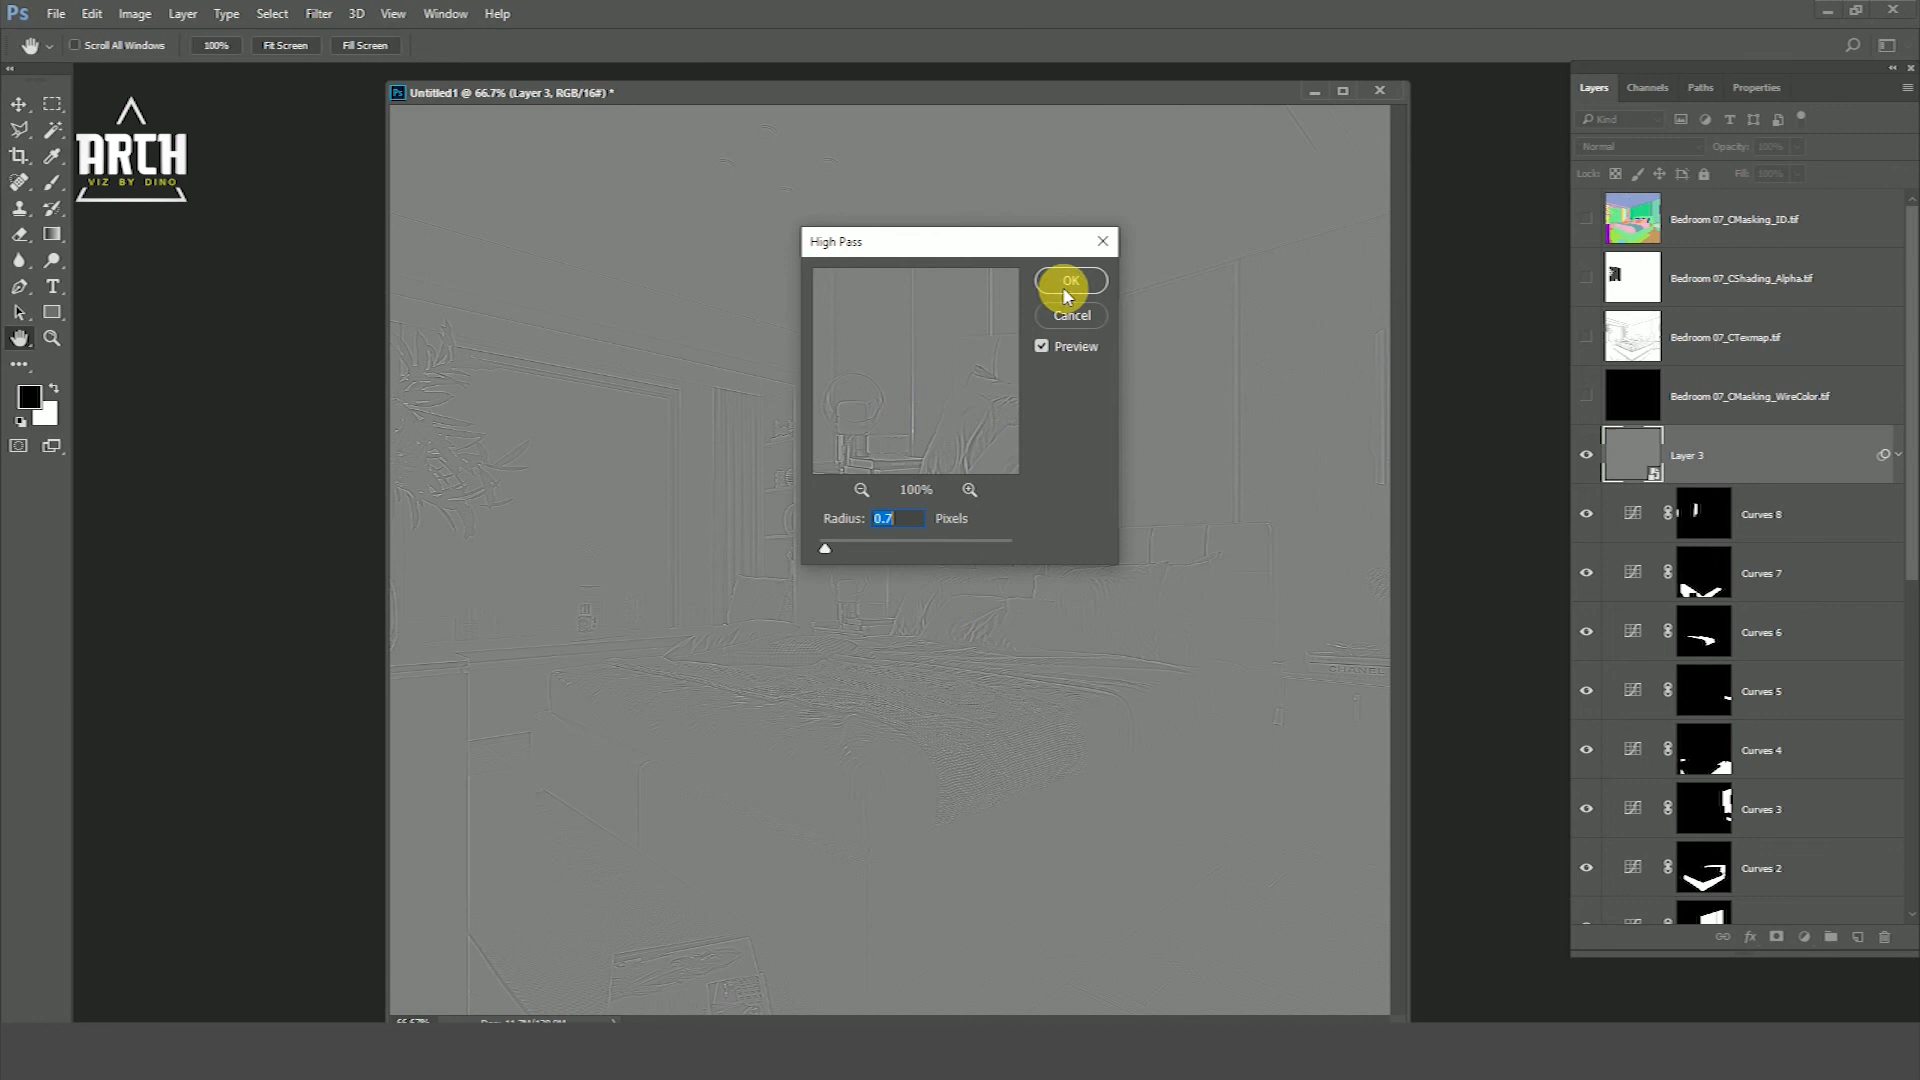 Ps File Edit Image Layer Type Select Filter 3D View Window Help
Scroll All Windows 100% Fit Screen Fill Screen
Layers Channels Paths Properties
Ps Untitled1 @ 66.7% (Layer 3, RGB/16#) *
Kind
Normal Opacity: 100%
Lock: Fill: 100%
ARCH
VIZ BY DINO
Bedroom 07_CMasking_ID.tif
Bedroom 07_CShading_Alpha.tif
Bedroom 07_CTexmap.tif
Bedroom 07_CMasking_WireColor.tif
Layer 3
Curves 8
Curves 7
Curves 6
Curves 5
Curves 4
Curves 3
Curves 2
fx
High Pass
OK
Cancel
Preview
100%
Radius: 0.7 Pixels
CHANEL
66.67%